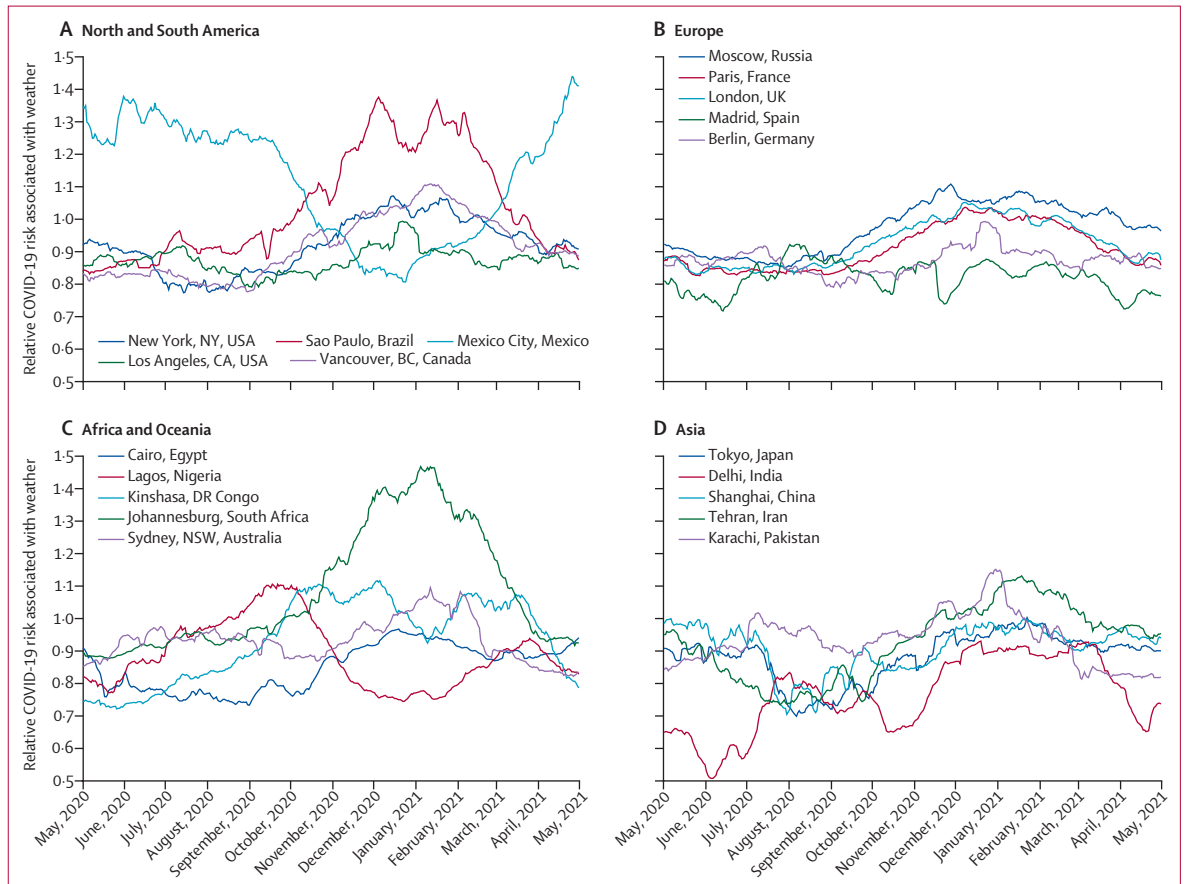 A North and South America
Relative COVID-19 risk associated with weather
1·5
1·4
1·3
1·2
1·1
1·0
0·9
0·8
0·7
0·6
0·5
New York, NY, USA
Sao Paulo, Brazil
Mexico City, Mexico
Los Angeles, CA, USA
Vancouver, BC, Canada
B Europe
Moscow, Russia
Paris, France
London, UK
Madrid, Spain
Berlin, Germany
C Africa and Oceania
Relative COVID-19 risk associated with weather
1·5
1·4
1·3
1·2
1·1
1·0
0·9
0·8
0·7
0·6
0·5
Cairo, Egypt
Lagos, Nigeria
Kinshasa, DR Congo
Johannesburg, South Africa
Sydney, NSW, Australia
May, 2020
June, 2020
July, 2020
August, 2020
September, 2020
October, 2020
November, 2020
December, 2020
January, 2021
February, 2021
March, 2021
April, 2021
May, 2021
D Asia
Tokyo, Japan
Delhi, India
Shanghai, China
Tehran, Iran
Karachi, Pakistan
May, 2020
June, 2020
July, 2020
August, 2020
September, 2020
October, 2020
November, 2020
December, 2020
January, 2021
February, 2021
March, 2021
April, 2021
May, 2021